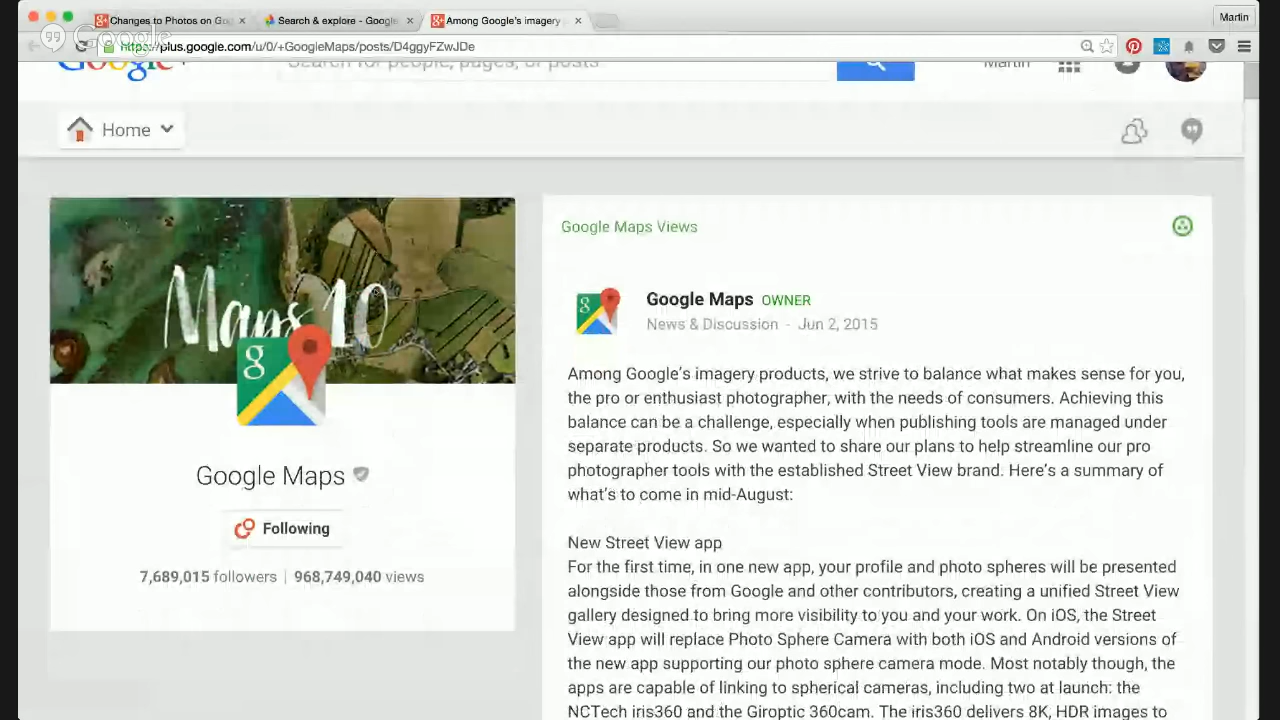 Changes to Photos on Go
Search & explore - Google
Among Google's imagery
Martin
Google
https://plus.google.com/u/0/+GoogleMaps/posts/D4ggyFZwJDe
Google+
Search for people, pages, or posts
Martin
Home
Maps 10
g
Google Maps
Following
7,689,015 followers | 968,749,040 views
Google Maps Views
g
Google Maps OWNER
News & Discussion - Jun 2, 2015
Among Google's imagery products, we strive to balance what makes sense for you,
the pro or enthusiast photographer, with the needs of consumers. Achieving this
balance can be a challenge, especially when publishing tools are managed under
separate products. So we wanted to share our plans to help streamline our pro
photographer tools with the established Street View brand. Here's a summary of
what's to come in mid-August:
New Street View app
For the first time, in one new app, your profile and photo spheres will be presented
alongside those from Google and other contributors, creating a unified Street View
gallery designed to bring more visibility to you and your work. On iOS, the Street
View app will replace Photo Sphere Camera with both iOS and Android versions of
the new app supporting our photo sphere camera mode. Most notably though, the
apps are capable of linking to spherical cameras, including two at launch: the
NCTech iris360 and the Giroptic 360cam. The iris360 delivers 8K, HDR images to